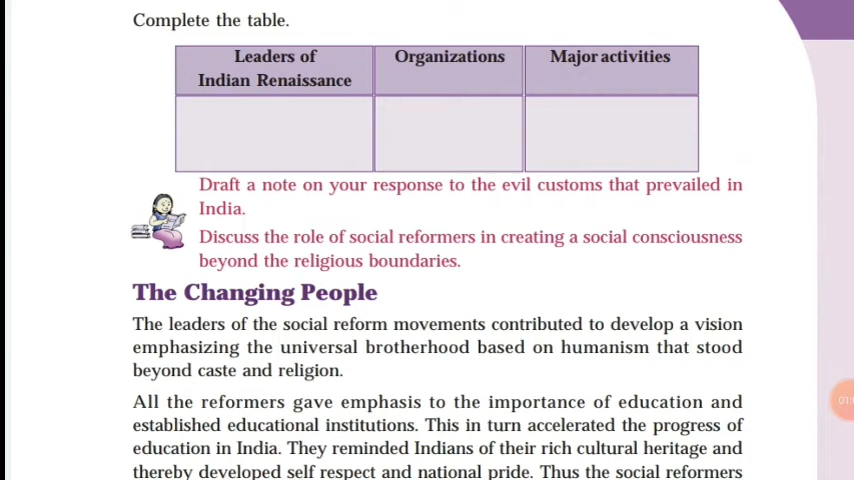 Complete the table.
Leaders of
Indian Renaissance
Organizations
Major activities
Draft a note on your response to the evil customs that prevailed in
India.
Discuss the role of social reformers in creating a social consciousness
beyond the religious boundaries.
The Changing People
The leaders of the social reform movements contributed to develop a vision
emphasizing the universal brotherhood based on humanism that stood
beyond caste and religion.
All the reformers gave emphasis to the importance of education and
established educational institutions. This in turn accelerated the progress of
education in India. They reminded Indians of their rich cultural heritage and
thereby developed self respect and national pride. Thus the social reformers